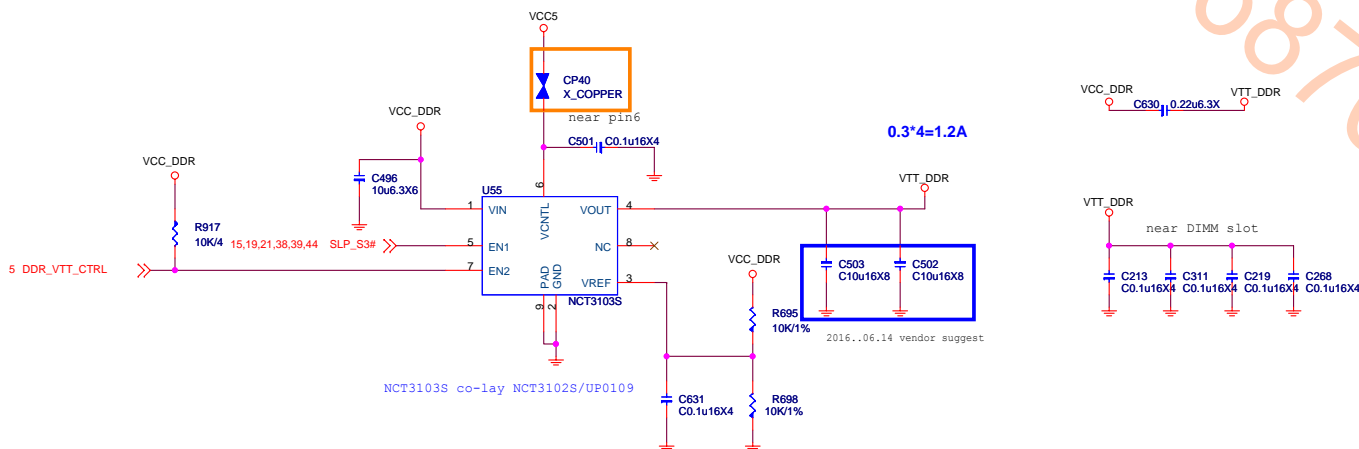 VCC5
CP40
X_COPPER
near pin6
VCC_DDR
C501 C0.1u16X4
0.3*4=1.2A
VCC_DDR
C630 0.22u6.3X
VTT_DDR
VCC_DDR
C496
10u6.3X6
U55
6
VTT_DDR
1 VIN
VCNTL
VOUT 4
R917
10K/4
15,19,21,38,39,44 SLP_S3#
5 EN1
NC 8
5 DDR_VTT_CTRL
7 EN2
PAD
GND
VREF 3
9
2
NCT3103S
VCC_DDR
C503
C10u16X8
C502
C10u16X8
R695
10K/1%
2016..06.14 vendor suggest
VTT_DDR
near DIMM slot
C213
C0.1u16X4
C311
C0.1u16X4
C219
C0.1u16X4
C268
C0.1u16X4
NCT3103S co-lay NCT3102S/UP0109
C631
C0.1u16X4
R698
10K/1%